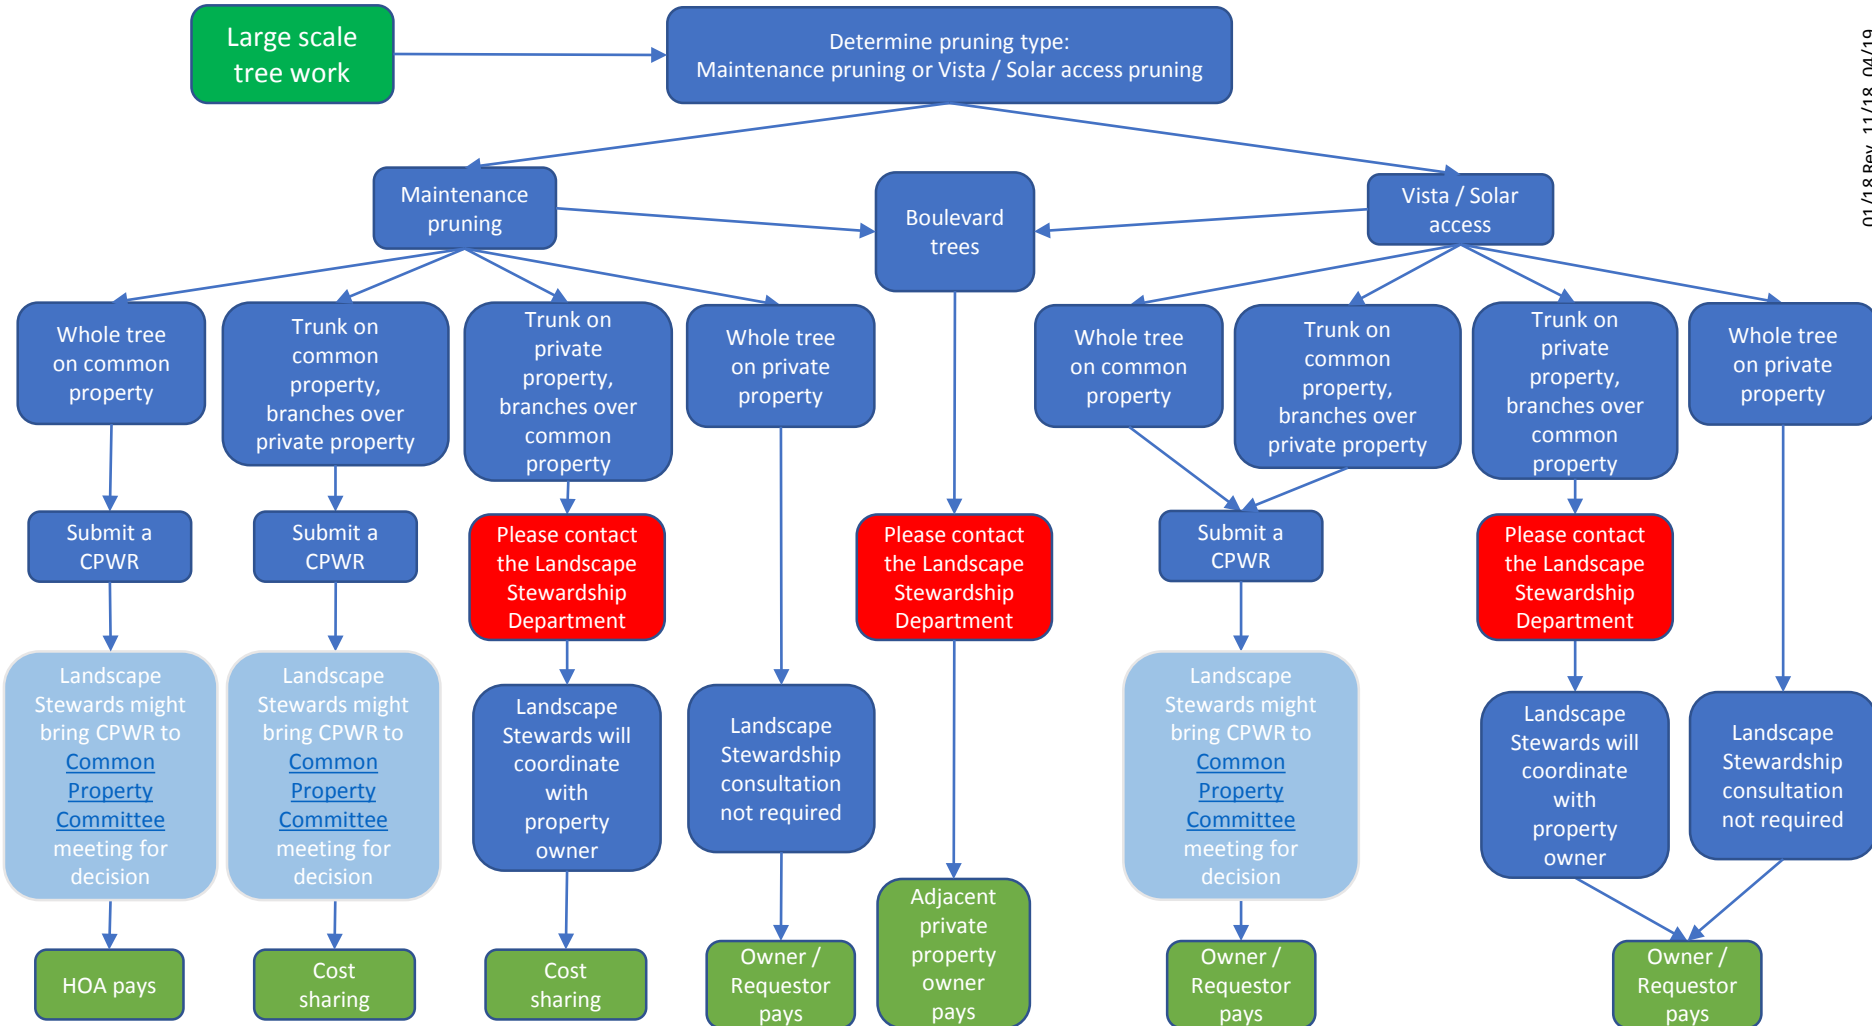 Large scale
tree work
Determine pruning type:
Maintenance pruning or Vista / Solar access pruning
01/18 Rev. 11/18, 04/19
Maintenance
pruning
Boulevard
trees
Vista / Solar
access
Whole tree
on common
property
Trunk on
common
property,
branches over
private property
Trunk on
private
property,
branches over
common
property
Whole tree
on private
property
Whole tree
on common
property
Trunk on
common
property,
branches over
private property
Trunk on
private
property,
branches over
common
property
Whole tree
on private
property
Submit a
CPWR
Submit a
CPWR
Please contact
the Landscape
Stewardship
Department
Please contact
the Landscape
Stewardship
Department
Submit a
CPWR
Please contact
the Landscape
Stewardship
Department
Landscape
Stewards might
bring CPWR to
Common
Property
Committee
meeting for
decision
Landscape
Stewards might
bring CPWR to
Common
Property
Committee
meeting for
decision
Landscape
Stewards will
coordinate
with
property
owner
Landscape
Stewardship
consultation
not required
Landscape
Stewards might
bring CPWR to
Common
Property
Committee
meeting for
decision
Landscape
Stewards will
coordinate
with
property
owner
Landscape
Stewardship
consultation
not required
HOA pays
Cost
sharing
Cost
sharing
Owner /
Requestor
pays
Adjacent
private
property
owner
pays
Owner /
Requestor
pays
Owner /
Requestor
pays